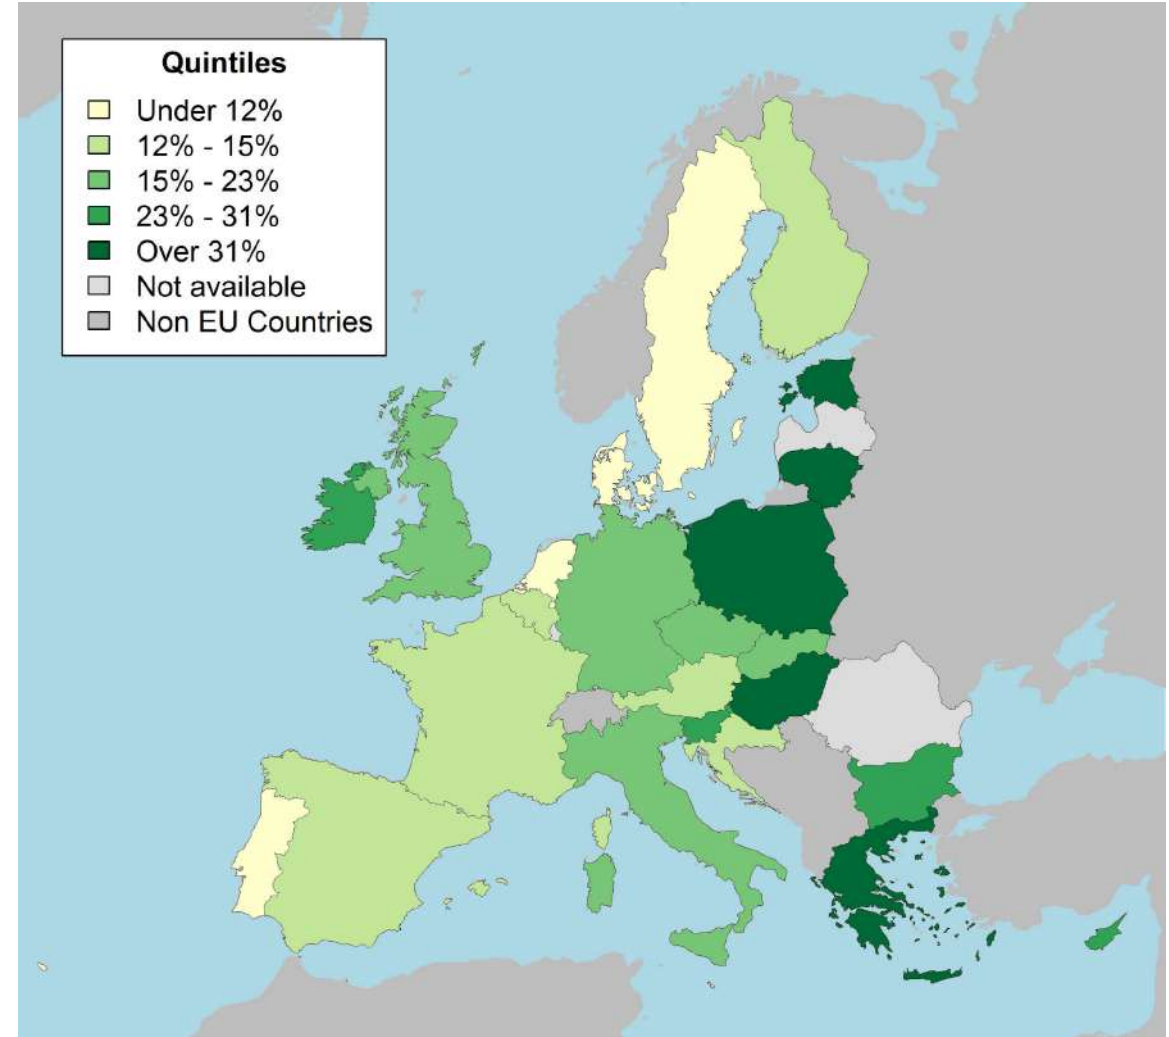 Quintiles
Under 12%
12% - 15%
15% - 23%
23% - 31%
Over 31%
Not available
Non EU Countries